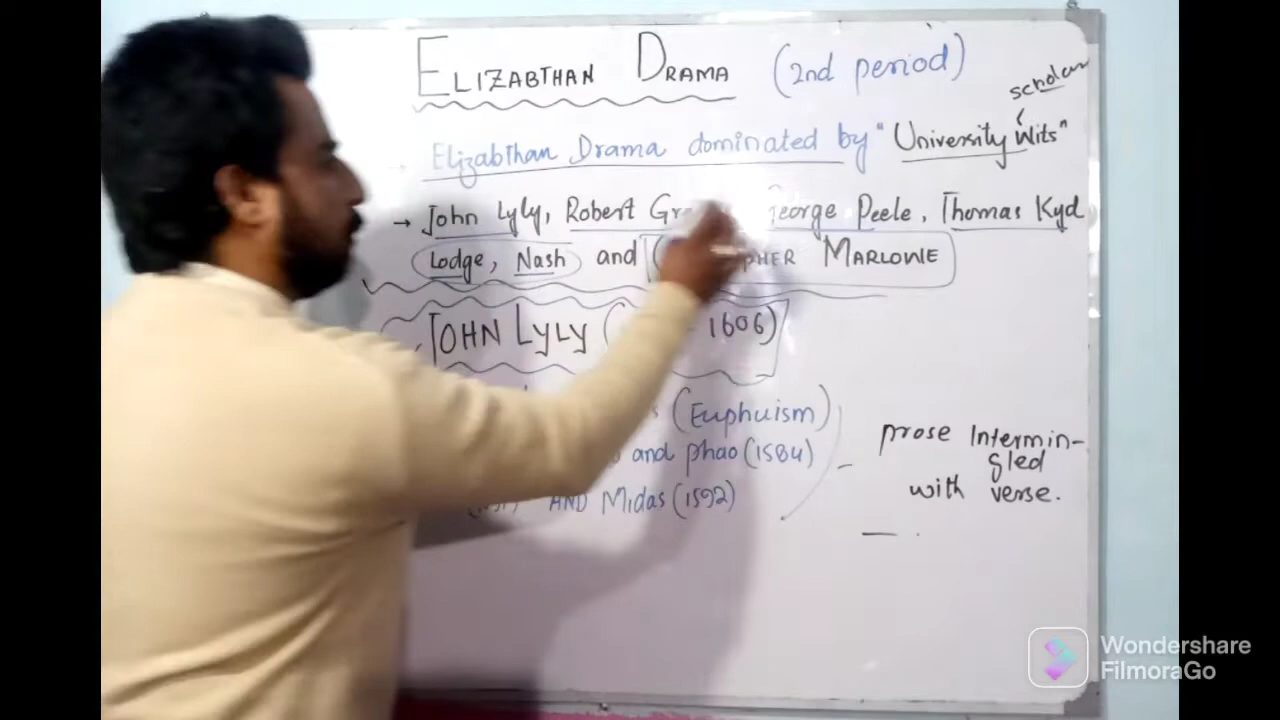 ELIZABTHAN DRAMA (2nd period)
scholar
Elizabthan Drama dominated by "University Wits"
→ John Lyly, Robert George Peele, Thomas Kyd
Lodge, Nash and MARLOWE
JOHN LYLY ( 1606)
(Euphuism)
and phao (1584)
AND Midas (1592)
prose Intermin-
gled
with verse.
Wondershare
FilmoraGo